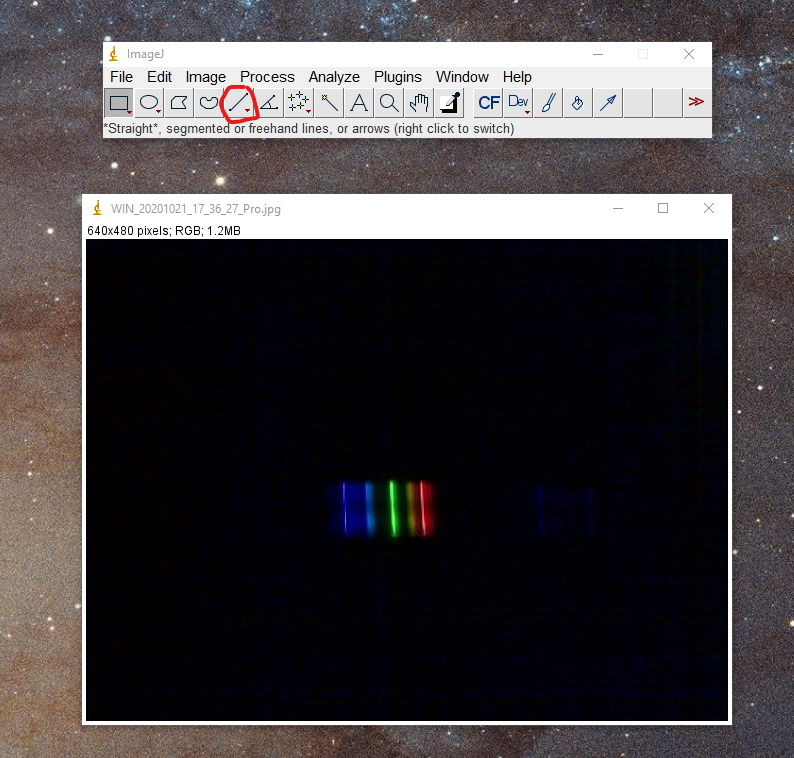 ImageJ
File Edit Image Process Analyze Plugins Window Help
A CF Dev >>
*Straight*, segmented or freehand lines, or arrows (right click to switch)
WIN_20201021_17_36_27_Pro.jpg
640x480 pixels; RGB; 1.2MB